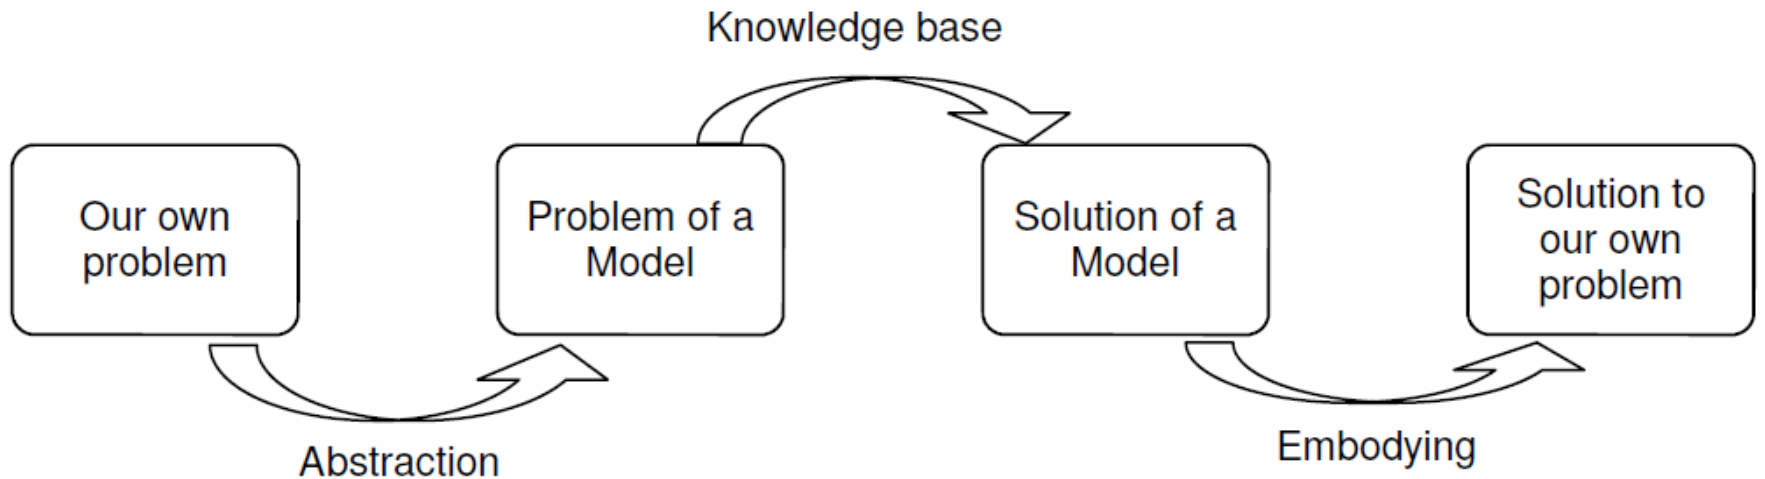 Knowledge base
Our own
problem
Problem of a
Model
Solution of a
Model
Solution to
our own
problem
Abstraction
Embodying